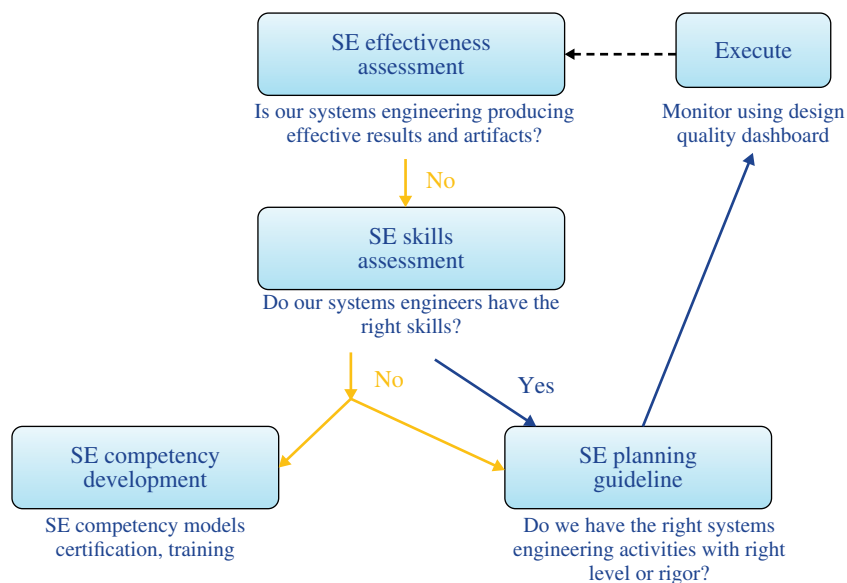 SE effectiveness
assessment
Execute
Is our systems engineering producing
effective results and artifacts?
Monitor using design
quality dashboard
No
SE skills
assessment
Do our systems engineers have the
right skills?
No
Yes
SE competency
development
SE planning
guideline
SE competency models
certification, training
Do we have the right systems
engineering activities with right
level or rigor?